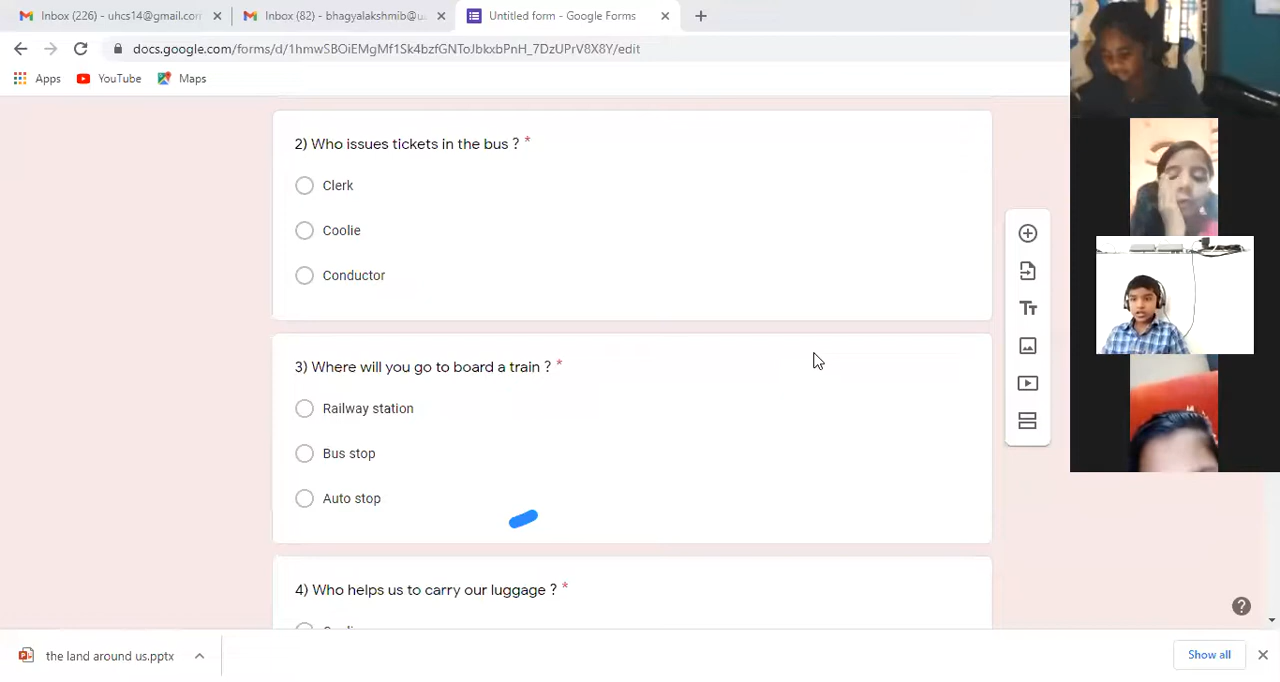 Inbox (226) - uhcs14@gmail.com
Inbox (82) - bhagyalakshmib@
Untitled form - Google Forms
docs.google.com/forms/d/1hmwSBOiEMgMf1Sk4bzfGNToJbkxbPnH_7DzUPrV8X8Y/edit
Apps YouTube Maps
2) Who issues tickets in the bus ? *
Clerk
Coolie
Conductor
3) Where will you go to board a train ? *
Railway station
Bus stop
Auto stop
4) Who helps us to carry our luggage ? *
the land around us.pptx
Show all